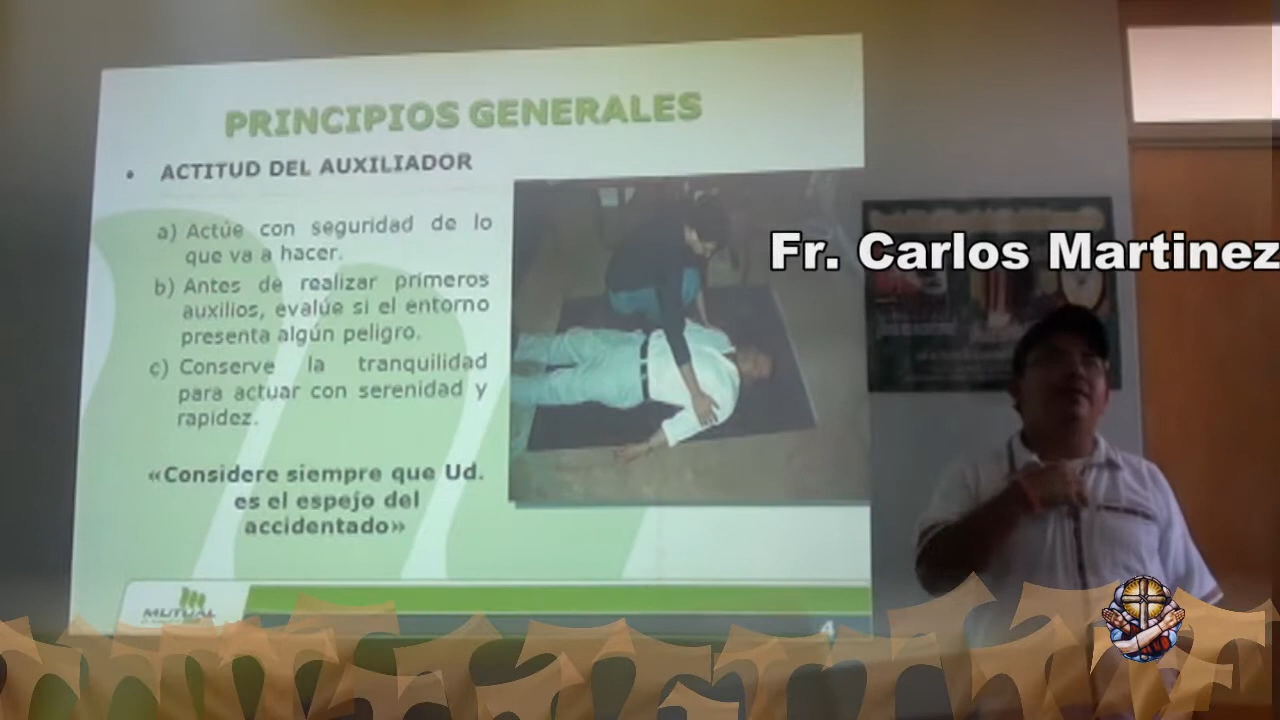 PRINCIPIOS GENERALES
• ACTITUD DEL AUXILIADOR
a) Actúe con seguridad de lo
que va a hacer.
b) Antes de realizar primeros
auxilios, evalúe si el entorno
presenta algún peligro.
c) Conserve la tranquilidad
para actuar con serenidad y
rapidez.
«Considere siempre que Ud.
es el espejo del
accidentado»
MUTUAL
4
Fr. Carlos Martinez